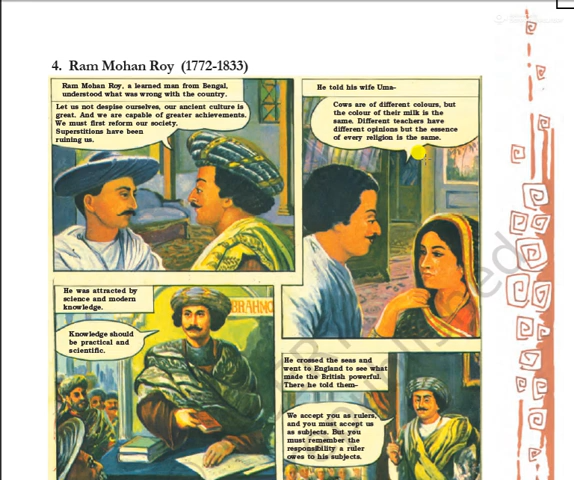 4. Ram Mohan Roy (1772-1833)
Ram Mohan Roy, a learned man from Bengal,
understood what was wrong with the country.
Let us not despise ourselves, our ancient culture is
great. And we are capable of greater achievements.
We must first reform our society.
Superstitions have been
ruining us.
He told his wife Uma-
Cows are of different colours, but
the colour of their milk is the
same. Different teachers have
different opinions but the essence
of every religion is the same.
He was attracted by
science and modern
knowledge.
Knowledge should
be practical and
scientific.
BRAHMO
He crossed the seas and
went to England to see what
made the British powerful.
There he told them-
We accept you as rulers,
and you must accept us
as subjects. But you
must remember the
responsibility a ruler
owes to his subjects.